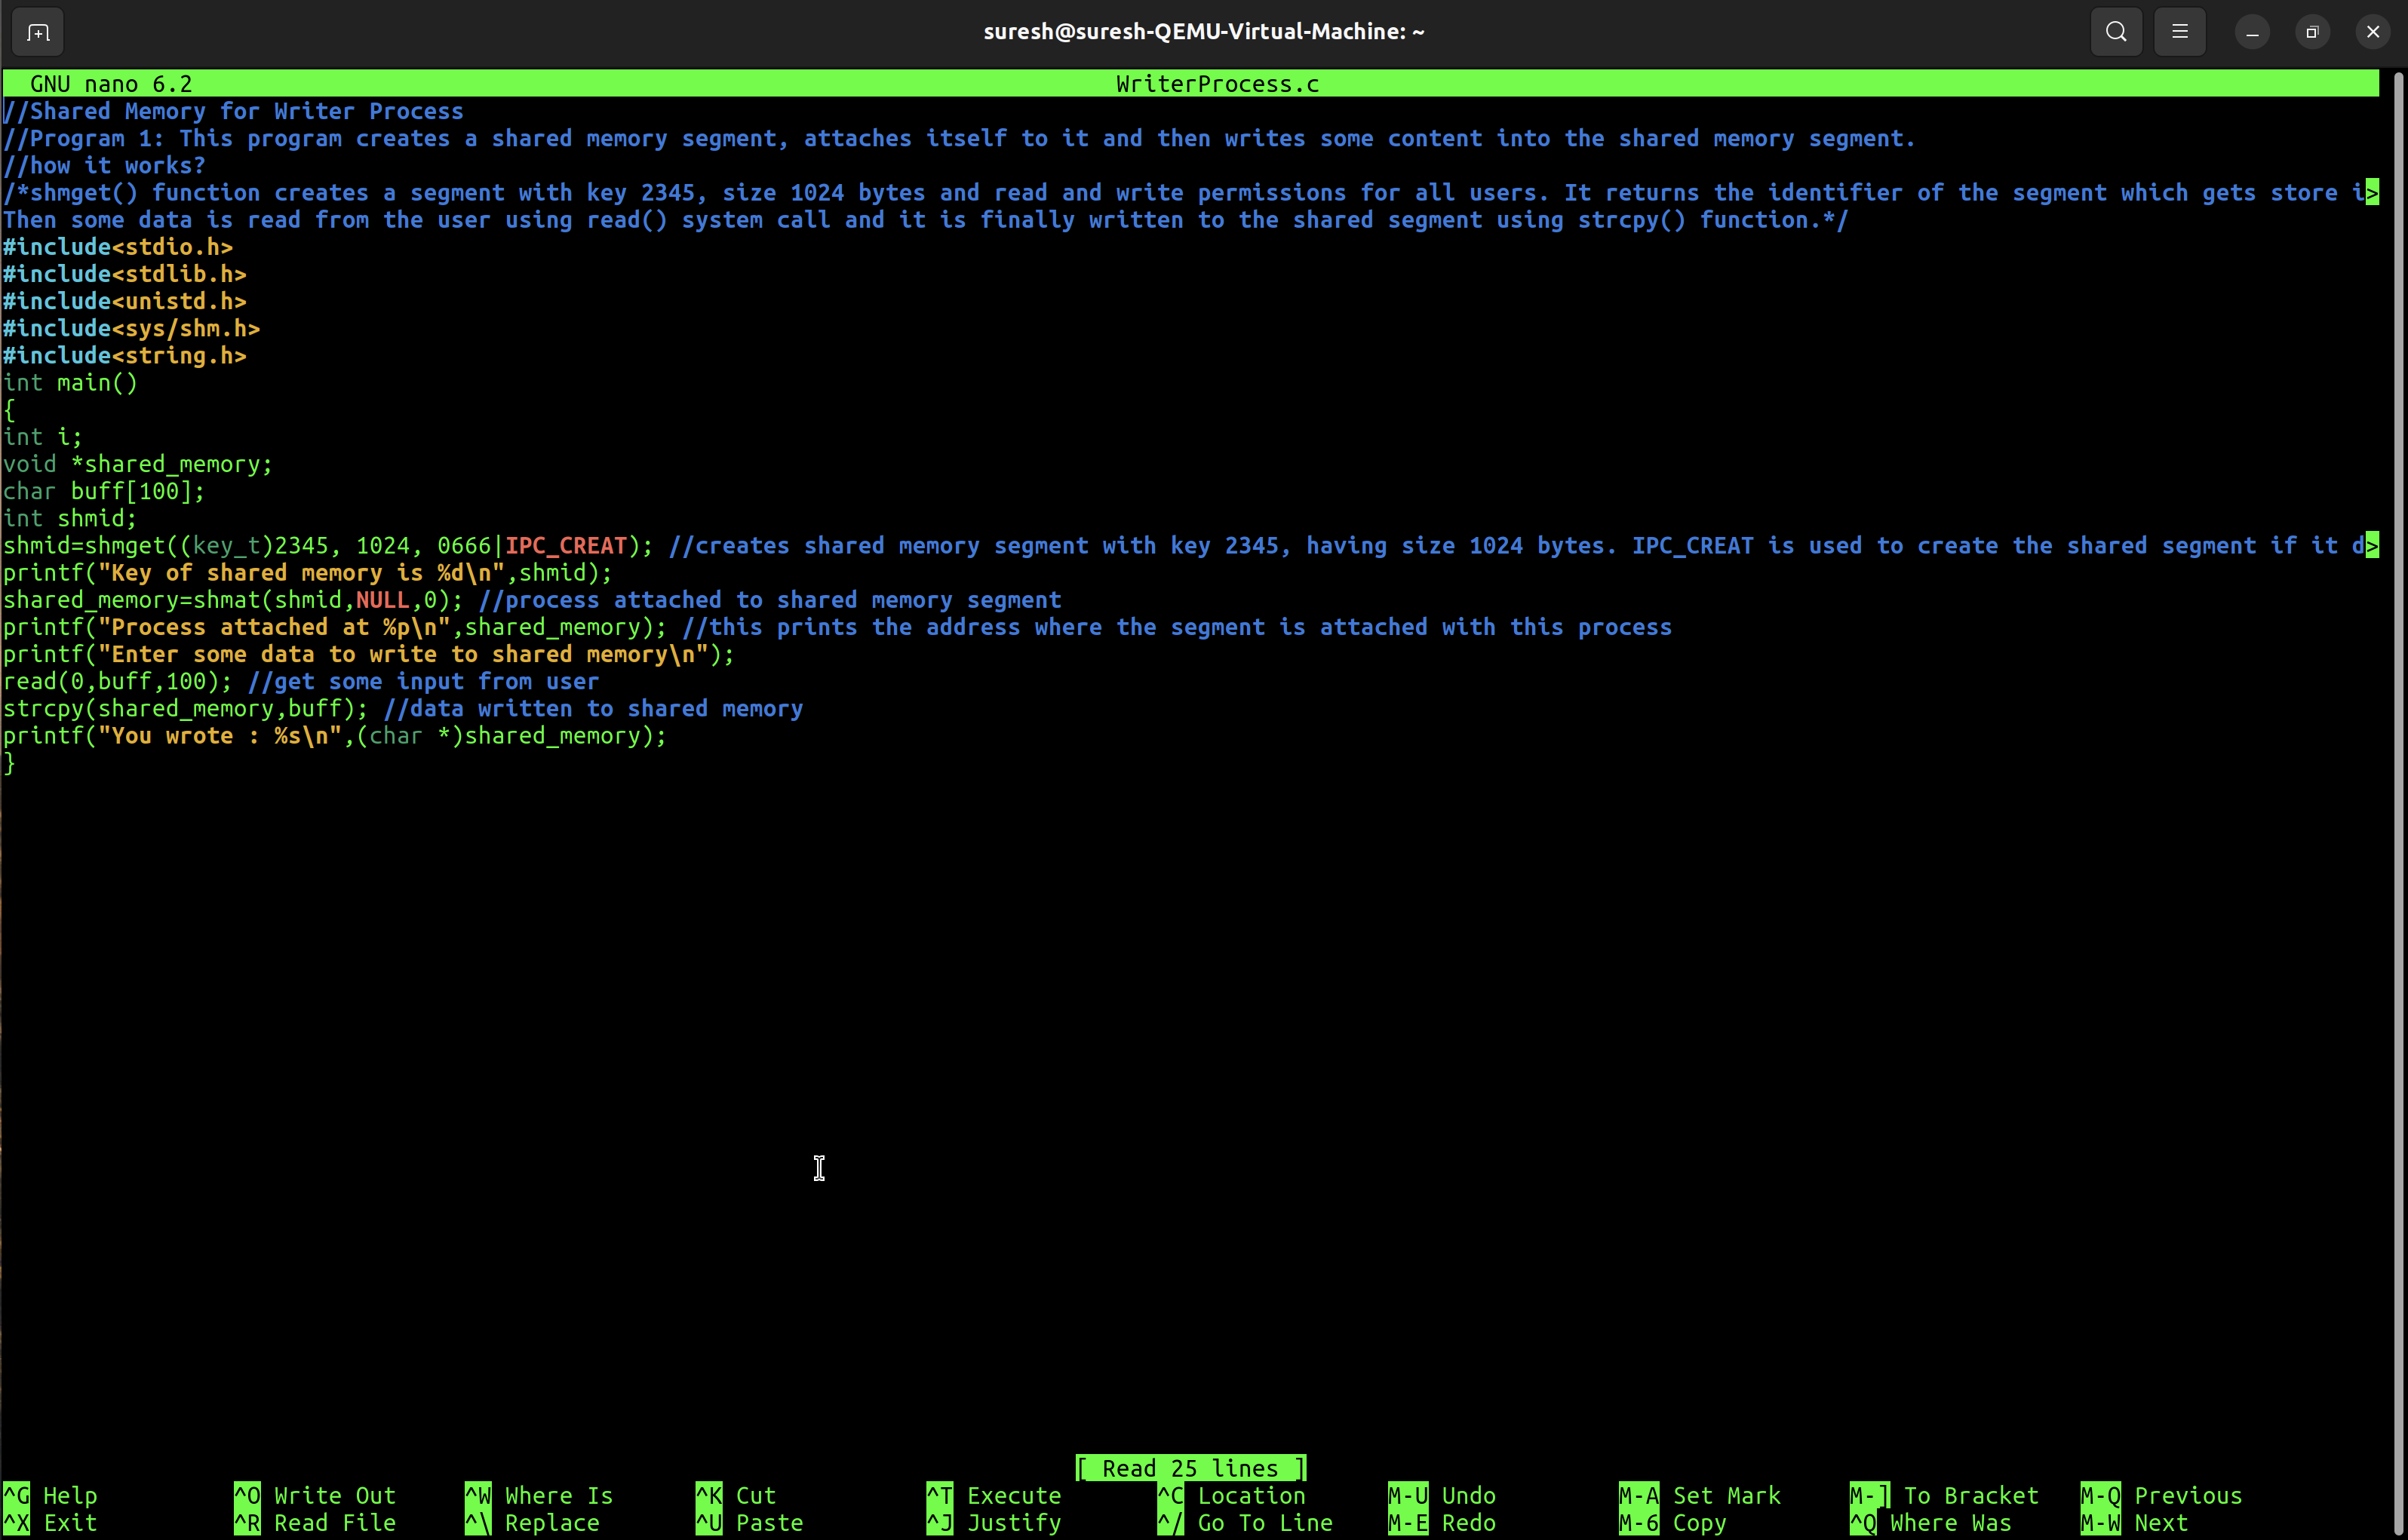 suresh@suresh-QEMU-Virtual-Machine: ~
GNU nano 6.2 WriterProcess.c
//Shared Memory for Writer Process
//Program 1: This program creates a shared memory segment, attaches itself to it and then writes some content into the shared memory segment.
//how it works?
/*shmget() function creates a segment with key 2345, size 1024 bytes and read and write permissions for all users. It returns the identifier of the segment which gets store i>
Then some data is read from the user using read() system call and it is finally written to the shared segment using strcpy() function.*/
#include<stdio.h>
#include<stdlib.h>
#include<unistd.h>
#include<sys/shm.h>
#include<string.h>
int main()
{
int i;
void *shared_memory;
char buff[100];
int shmid;
shmid=shmget((key_t)2345, 1024, 0666|IPC_CREAT); //creates shared memory segment with key 2345, having size 1024 bytes. IPC_CREAT is used to create the shared segment if it d>
printf("Key of shared memory is %d\n",shmid);
shared_memory=shmat(shmid,NULL,0); //process attached to shared memory segment
printf("Process attached at %p\n",shared_memory); //this prints the address where the segment is attached with this process
printf("Enter some data to write to shared memory\n");
read(0,buff,100); //get some input from user
strcpy(shared_memory,buff); //data written to shared memory
printf("You wrote : %s\n",(char *)shared_memory);
}
[ Read 25 lines ]
^G Help ^O Write Out ^W Where Is ^K Cut ^T Execute ^C Location M-U Undo M-A Set Mark M-] To Bracket M-Q Previous
^X Exit ^R Read File ^\ Replace ^U Paste ^J Justify ^/ Go To Line M-E Redo M-6 Copy ^Q Where Was M-W Next